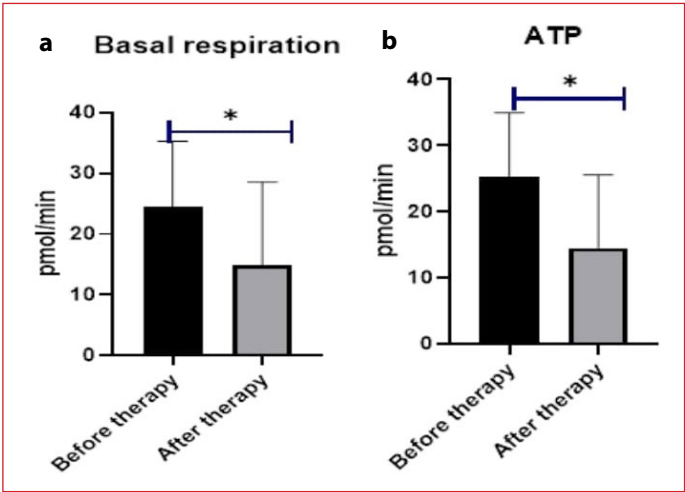 a
Basal respiration
*
40
30
20
10
0
pmol/min
Before therapy
After therapy
b
ATP
*
40
30
20
10
0
pmol/min
Before therapy
After therapy